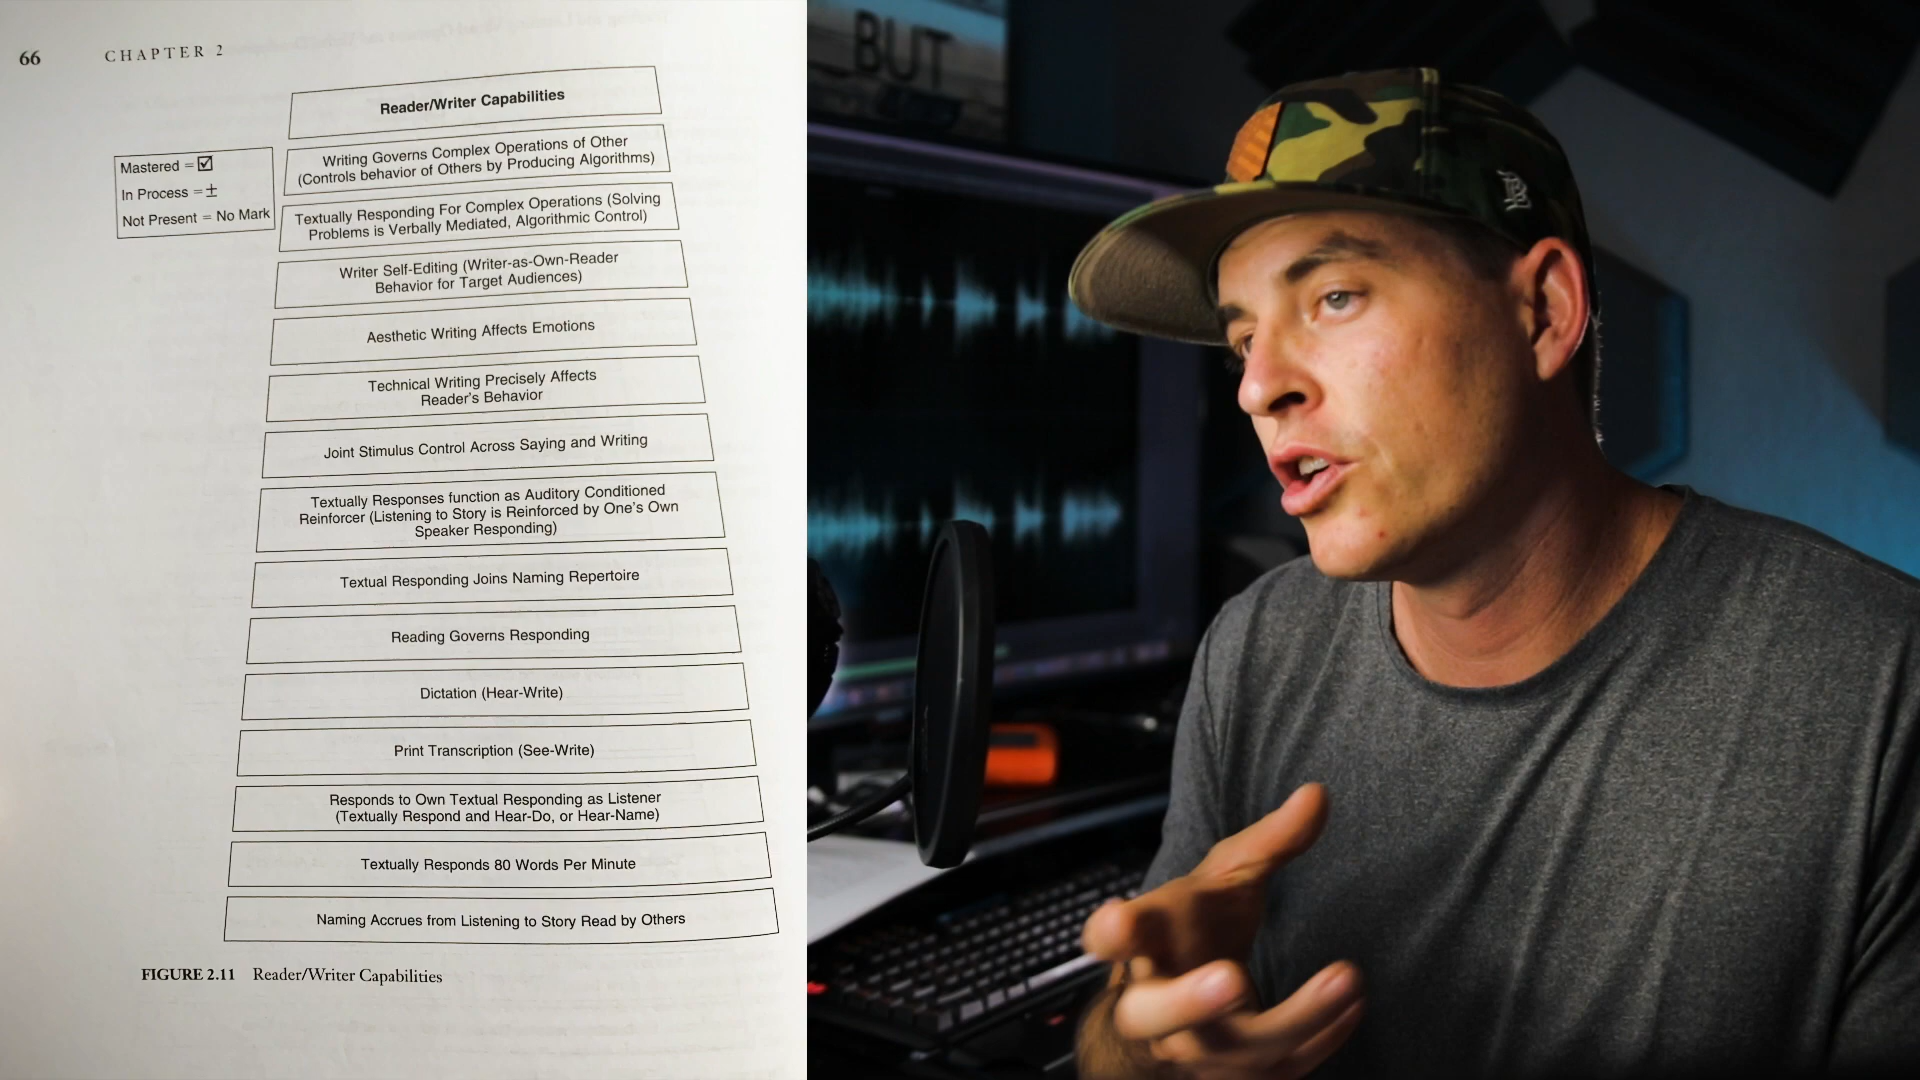 66 CHAPTER 2
Reader/Writer Capabilities
Mastered = ☑
In Process = ±
Not Present = No Mark
Writing Governs Complex Operations of Other
(Controls behavior of Others by Producing Algorithms)
Textually Responding For Complex Operations (Solving
Problems is Verbally Mediated, Algorithmic Control)
Writer Self-Editing (Writer-as-Own-Reader
Behavior for Target Audiences)
Aesthetic Writing Affects Emotions
Technical Writing Precisely Affects
Reader's Behavior
Joint Stimulus Control Across Saying and Writing
Textually Responses function as Auditory Conditioned
Reinforcer (Listening to Story is Reinforced by One's Own
Speaker Responding)
Textual Responding Joins Naming Repertoire
Reading Governs Responding
Dictation (Hear-Write)
Print Transcription (See-Write)
Responds to Own Textual Responding as Listener
(Textually Respond and Hear-Do, or Hear-Name)
Textually Responds 80 Words Per Minute
Naming Accrues from Listening to Story Read by Others
FIGURE 2.11 Reader/Writer Capabilities
BUT